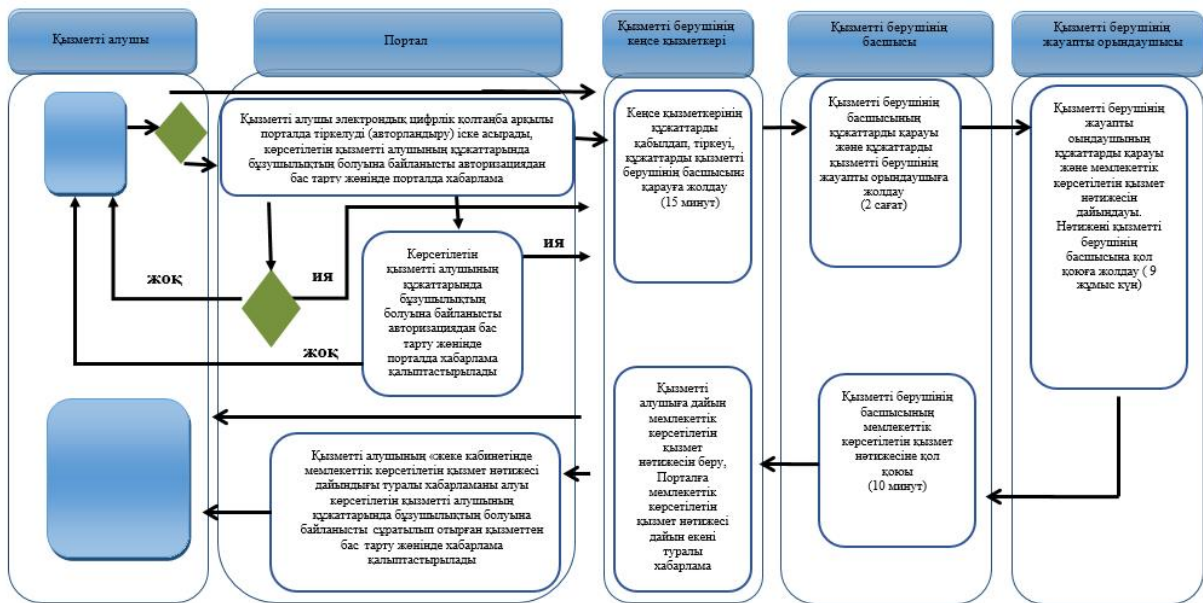 Қызметті алушы
Портал
Қызметті берушінің
кеңсе қызметкері
Қызметті берушінің
басшысы
Қызметті берушінің
жауапты орындаушысы
Қызметті алушы электрондық цифрлік қолтаңба арқылы
порталда тіркелуді (авторландыру) іске асырады,
көрсетілетін қызметті алушының құжаттарында
бұзушылықтың болуына байланысты авторизациядан
бас тарту жөнінде порталда хабарлама
Кеңсе қызметкерінің
құжаттарды
қабылдап, тіркеуі,
құжаттарды қызметті
берушінің басшысына
қарауға жолдау
(15 минут)
Қызметті берушінің
басшысының
құжаттарды қарауы
және құжаттарды
қызметті берушінің
жауапты орындаушыға
жолдау
(2 сағат)
Қызметті берушінің
жауапты
оындаушының
құжаттарды қарауы
және мемлекеттік
көрсетілетін қызмет
нәтижесін
дайындауы.
Нәтижені қызметті
берушінің
басшысына қол
қоюға жолдау ( 9
жұмыс күн)
жоқ
ия
ия
жоқ
Көрсетілетін
қызметті алушының
құжаттарында
бұзушылықтың
болуына байланысты
авторизациядан бас
тарту жөнінде
порталда хабарлама
қалыптастырылады
Қызметті алушының «жеке кабинетінде
мемлекеттік көрсетілетін қызмет нәтижесі
дайындығы туралы хабарламаны алуы
көрсетілетін қызметті алушының
құжаттарында бұзушылықтың болуына
байланысты сұратылып отырған қызметтен
бас тарту жөнінде хабарлама
қалыптастырылады
Қызметті
алушыға дайын
мемлекеттік
көрсетілетін
қызмет
нәтижесін беру,
Порталға
мемлекеттік
көрсетілетін
қызмет нәтижесі
дайын екені
туралы
хабарлама
Қызметті берушінің
басшысының
мемлекеттік
көрсетілетін қызмет
нәтижесіне қол
қоюы
(10 минут)